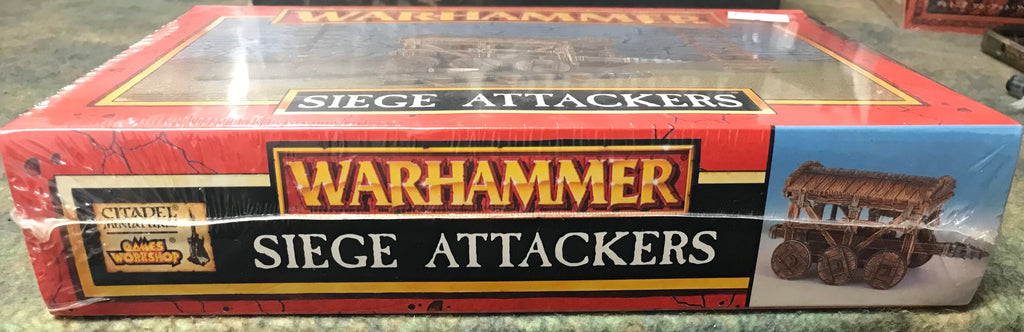 WARHAMMER
SIEGE ATTACKERS
WARHAMMER
CITADEL
MINIATURES
GAMES
WORKSHOP
SIEGE ATTACKERS